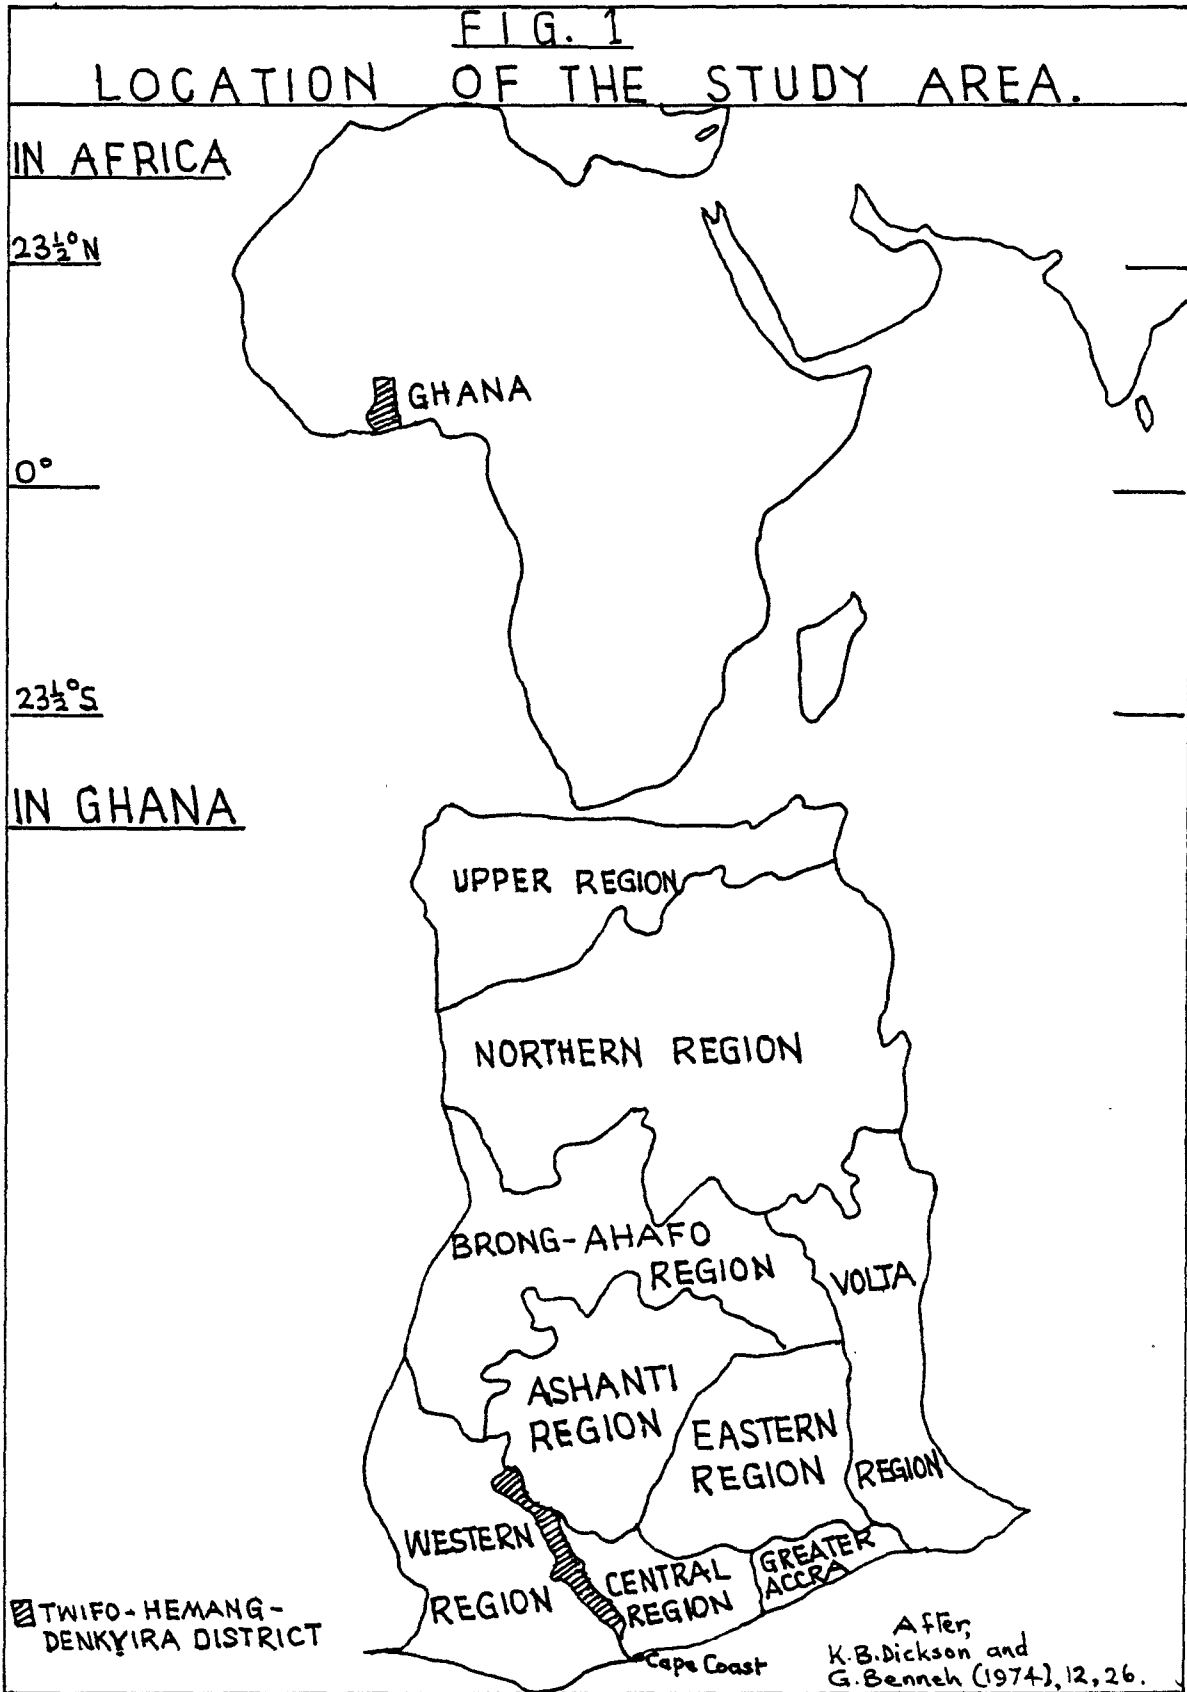 FIG. 1
LOCATION OF THE STUDY AREA.
IN AFRICA
23½°N
GHANA
0°
23½°S
IN GHANA
UPPER REGION
NORTHERN REGION
BRONG-AHAFO
REGION
VOLTA
REGION
ASHANTI
REGION
EASTERN
REGION
WESTERN
REGION
CENTRAL
REGION
GREATER
ACCRA
TWIFO-HEMANG-
DENKYIRA DISTRICT
Cape Coast
After,
K.B.Dickson and
G.Benneh (1974), 12, 26.